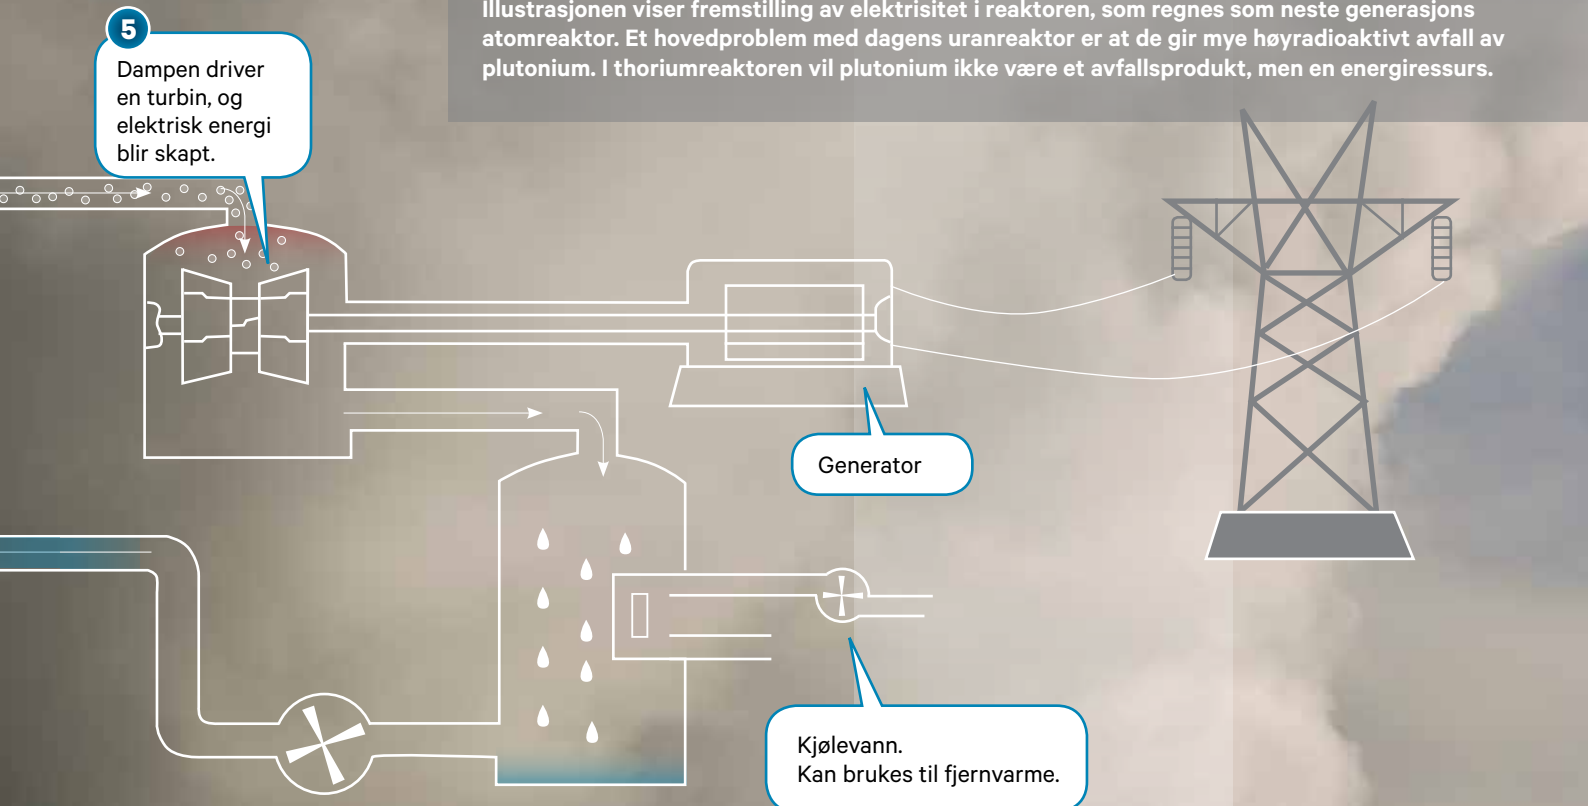 Illustrasjonen viser fremstilling av elektrisitet i reaktoren, som regnes som neste generasjons
atomreaktor. Et hovedproblem med dagens uranreaktor er at de gir mye høyradioaktivt avfall av
plutonium. I thoriumreaktoren vil plutonium ikke være et avfallsprodukt, men en energiressurs.
5
Dampen driver
en turbin, og
elektrisk energi
blir skapt.
Generator
Kjølevann.
Kan brukes til fjernvarme.